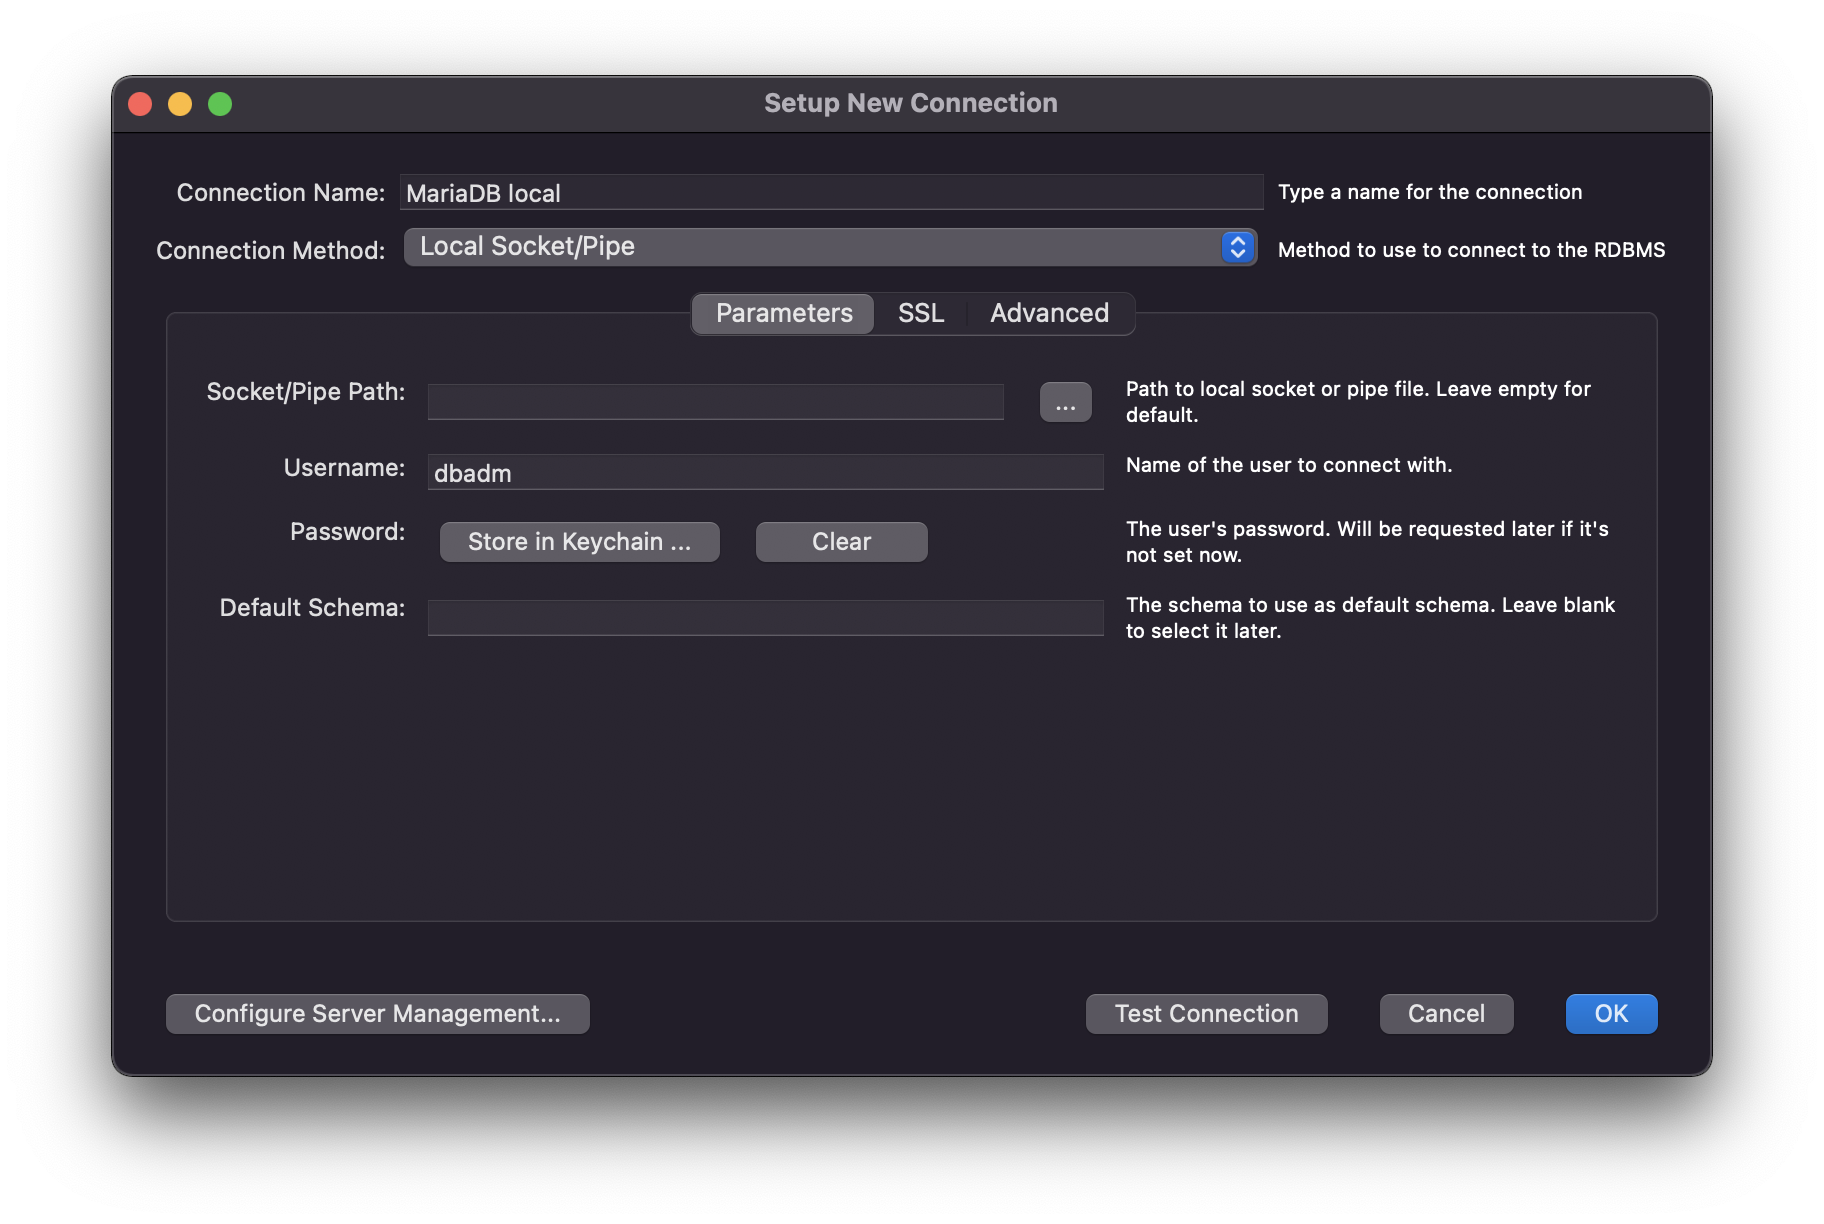 Setup New Connection
Connection Name: MariaDB local Type a name for the connection
Connection Method: Local Socket/Pipe Method to use to connect to the RDBMS
Parameters SSL Advanced
Socket/Pipe Path: ... Path to local socket or pipe file. Leave empty for
default.
Username: dbadm Name of the user to connect with.
Password: Store in Keychain ... Clear The user's password. Will be requested later if it's
not set now.
Default Schema: The schema to use as default schema. Leave blank
to select it later.
Configure Server Management... Test Connection Cancel OK